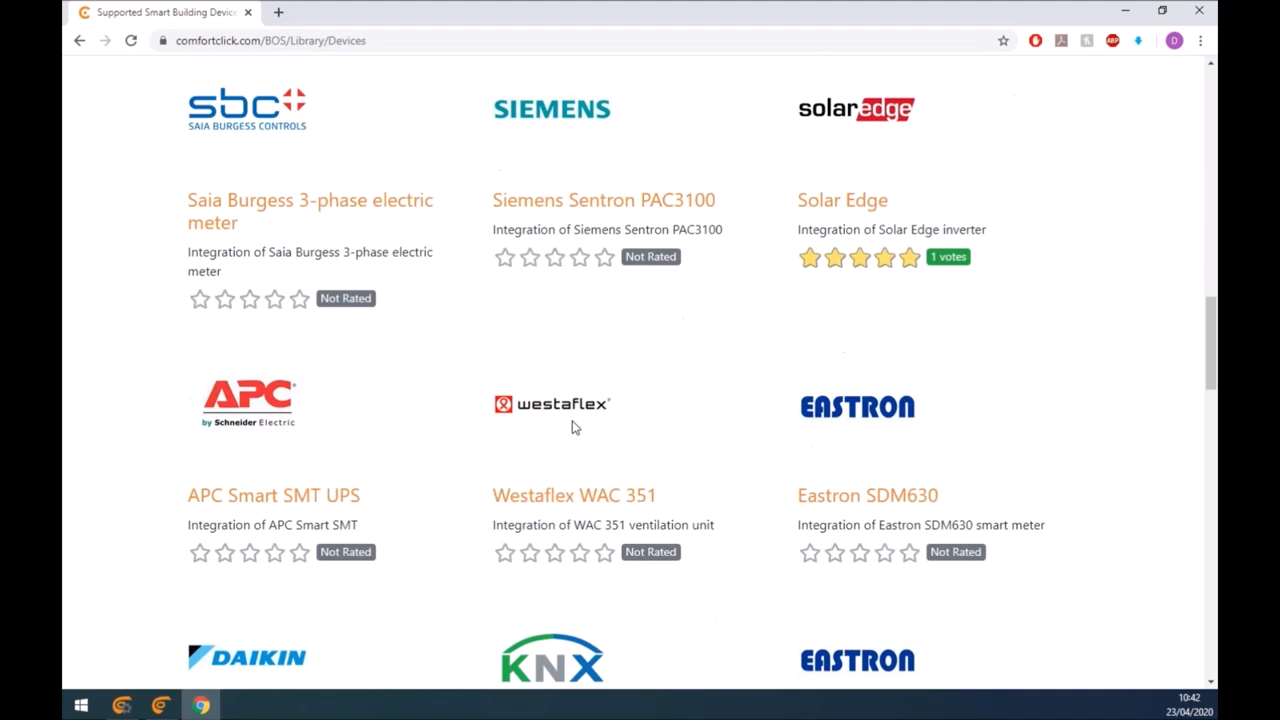 Supported Smart Building Device
comfortclick.com/BOS/Library/Devices
ABP
D
sbc
SAIA BURGESS CONTROLS
SIEMENS
solaredge
Saia Burgess 3-phase electric
meter
Integration of Saia Burgess 3-phase electric
meter
Not Rated
Siemens Sentron PAC3100
Integration of Siemens Sentron PAC3100
Not Rated
Solar Edge
Integration of Solar Edge inverter
1 votes
APC
by Schneider Electric
westaflex
EASTRON
APC Smart SMT UPS
Integration of APC Smart SMT
Not Rated
Westaflex WAC 351
Integration of WAC 351 ventilation unit
Not Rated
Eastron SDM630
Integration of Eastron SDM630 smart meter
Not Rated
DAIKIN
KNX
EASTRON
10:42
23/04/2020